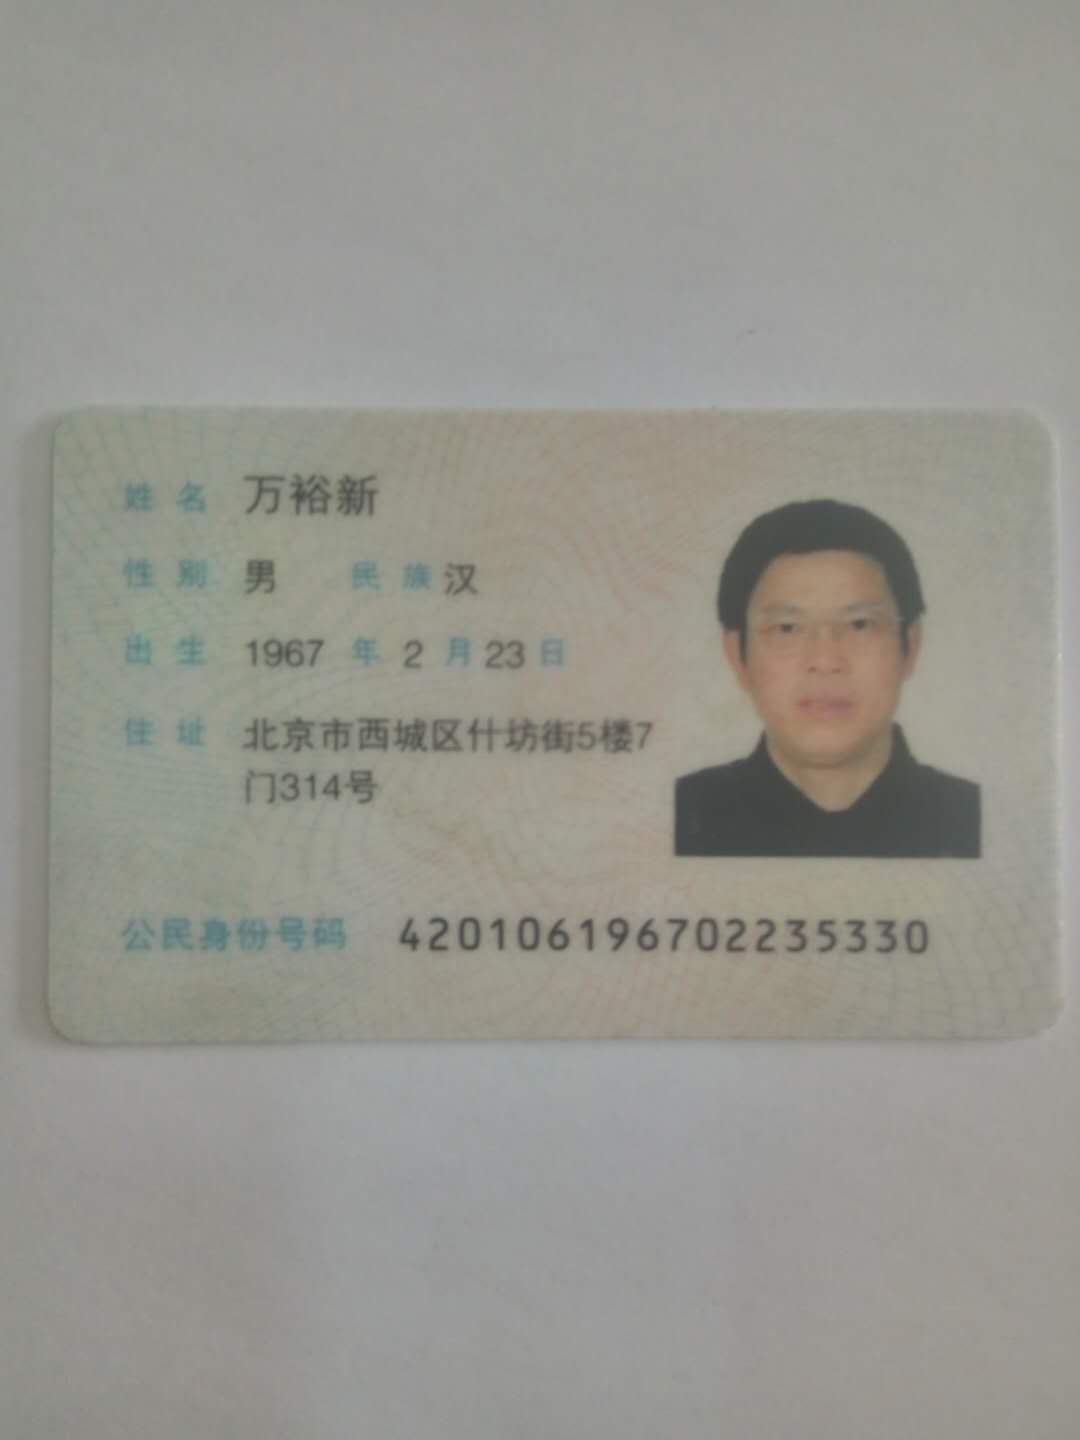 姓名 万裕新
性别 男 民族 汉
出生 1967 年 2 月 23 日
住址 北京市西城区什坊街5楼7
门314号
公民身份号码 420106196702235330